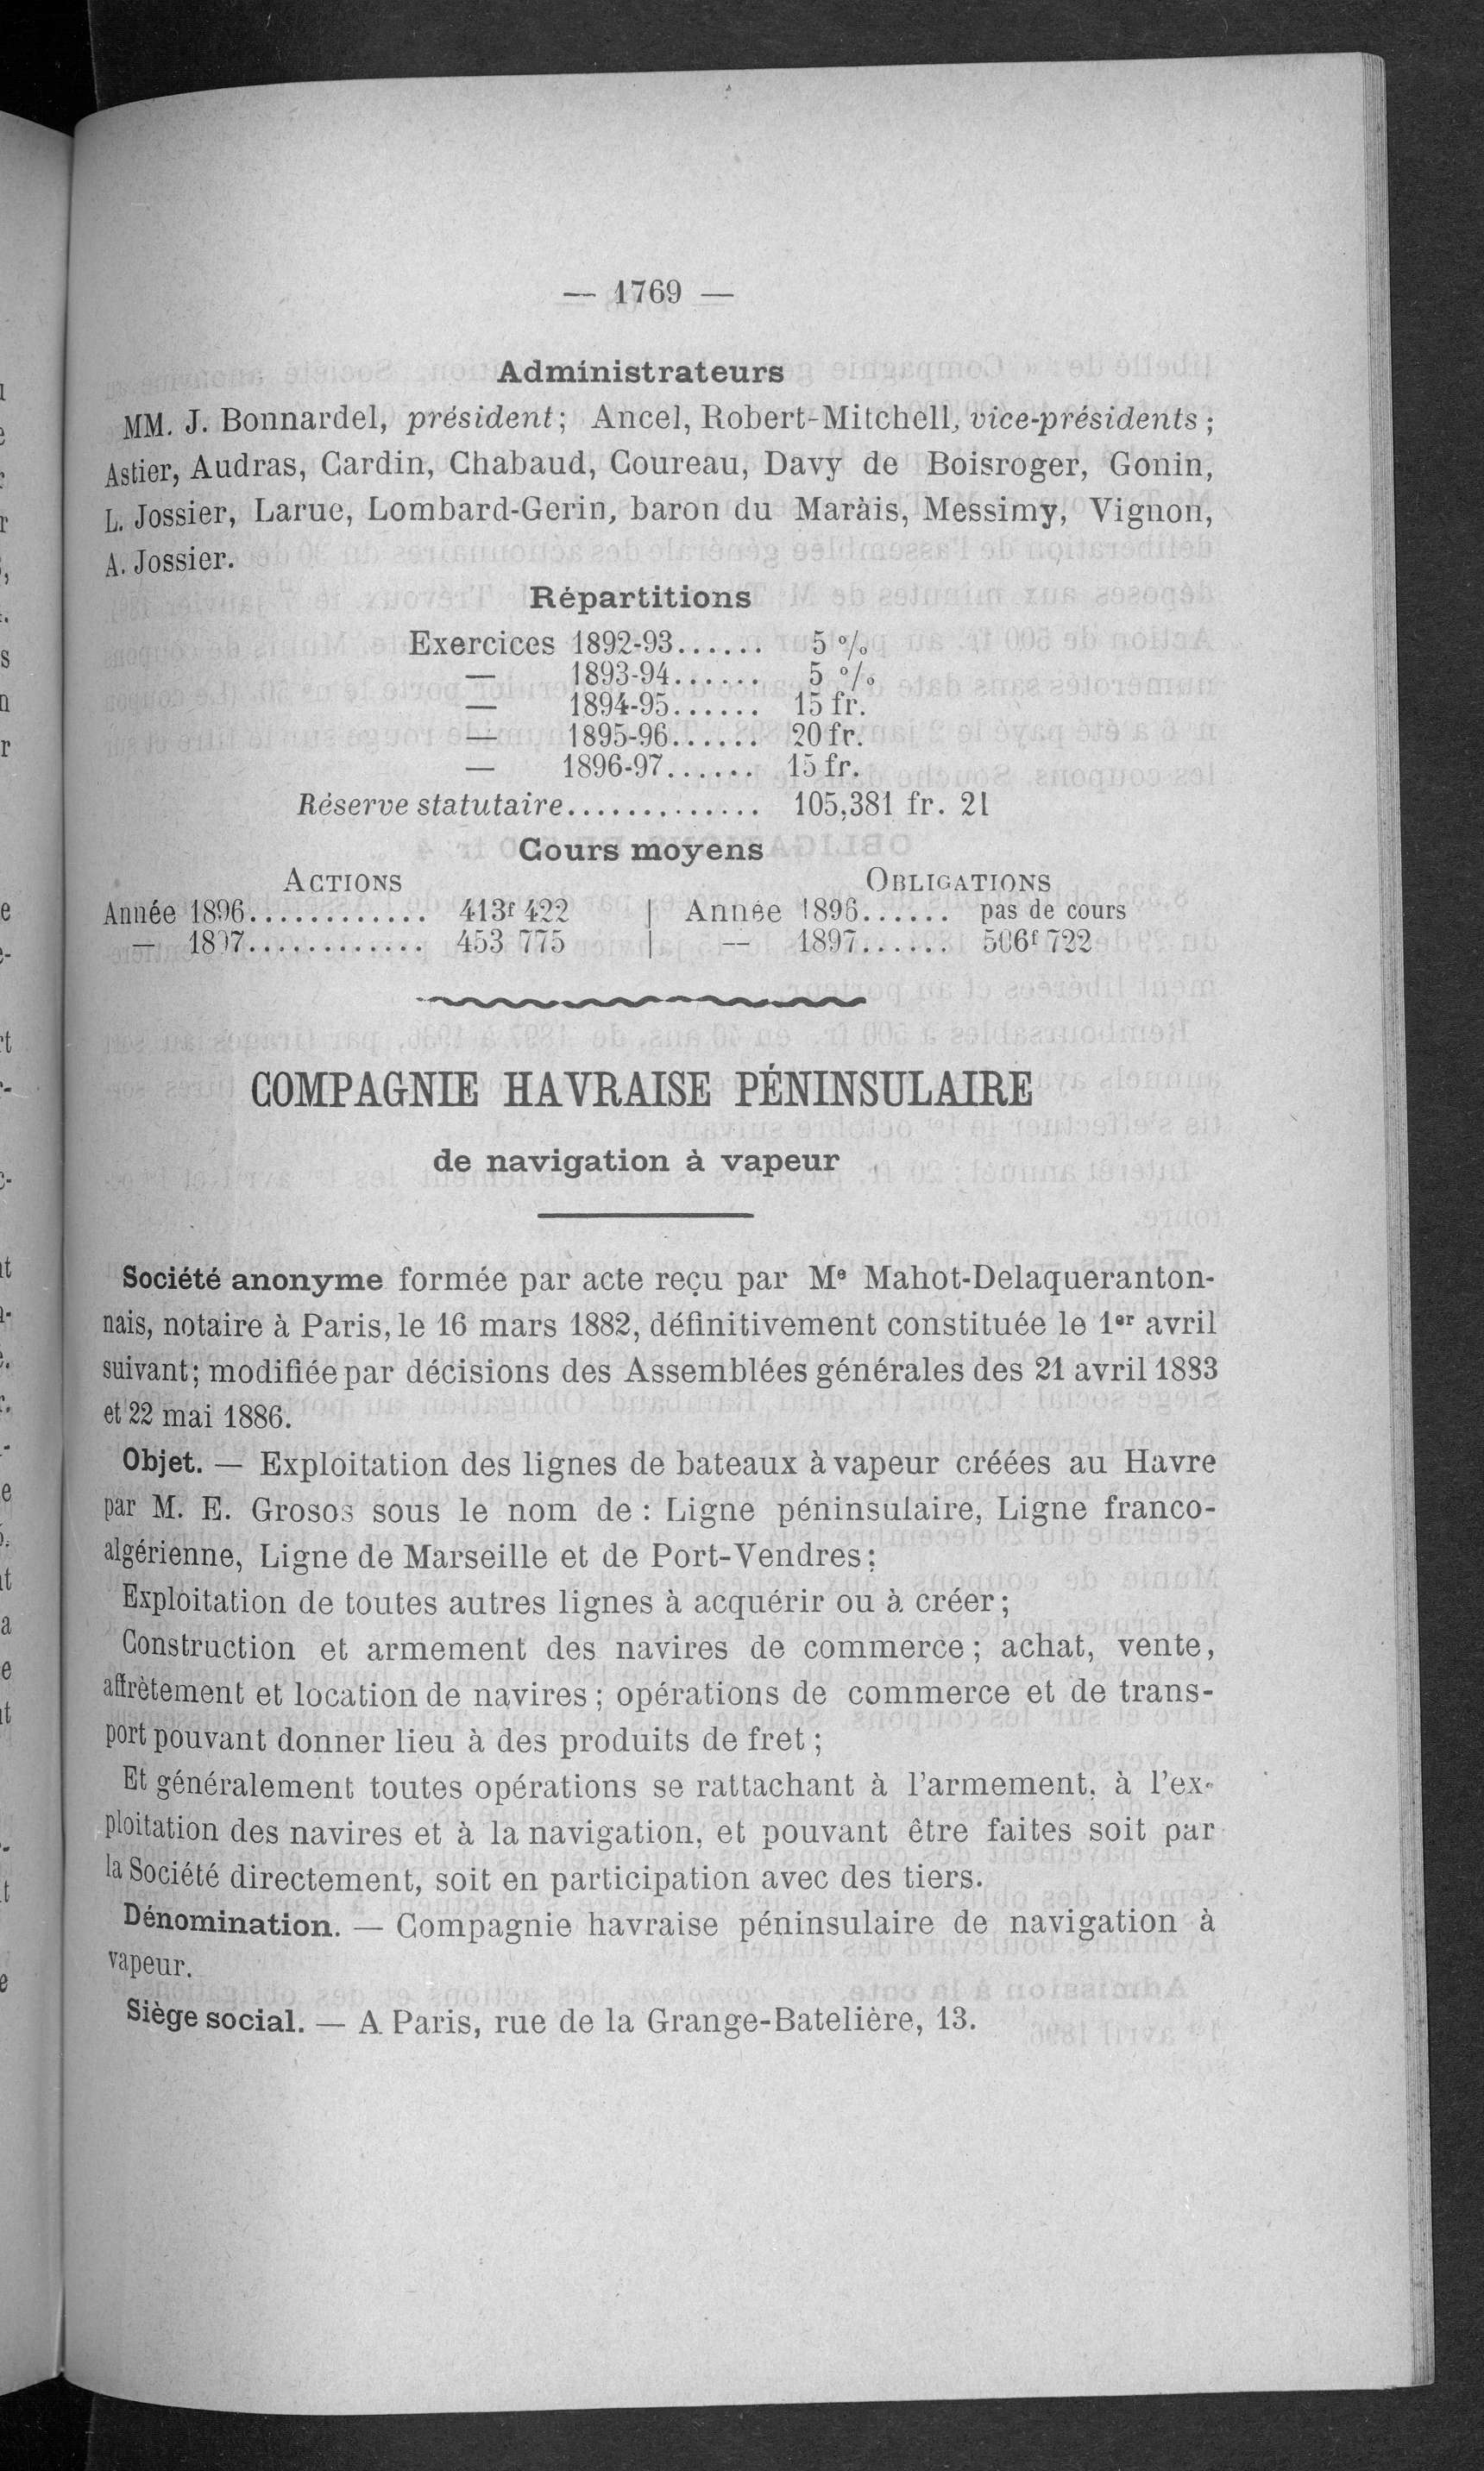 — 1769 —
Administrateurs
MM. J. Bonnardel, président; Ancel, Robert-Mitchell, vice-présidents;
Astier, Audras, Cardin, Chabaud, Coureau, Davy de Boisroger, Gonin,
L. Jossier, Larue, Lombard-Gerin, baron du Maràis, Messimy, Vignon,
A. Jossier.
Répartitions
Exercices 1892-93...... 5 %
— 1893-94...... 5 %
— 1894-95...... 15 fr.
— 1895-96...... 20 fr.
— 1896-97...... 15 fr.
Réserve statutaire............. 105,381 fr. 21
Cours moyens
ACTIONS OBLIGATIONS
Année 1896............ 413f 422 | Année 1896...... pas de cours
— 1897............ 453 775 | — 1897...... 506f 722
COMPAGNIE HAVRAISE PÉNINSULAIRE
de navigation à vapeur
Société anonyme formée par acte reçu par Me Mahot-Delaqueranton-
nais, notaire à Paris, le 16 mars 1882, définitivement constituée le 1er avril
suivant; modifiée par décisions des Assemblées générales des 21 avril 1883
et 22 mai 1886.
Objet. — Exploitation des lignes de bateaux à vapeur créées au Havre
par M. E. Grosos sous le nom de : Ligne péninsulaire, Ligne franco-
algérienne, Ligne de Marseille et de Port-Vendres;
Exploitation de toutes autres lignes à acquérir ou à créer;
Construction et armement des navires de commerce; achat, vente,
affrètement et location de navires; opérations de commerce et de trans-
port pouvant donner lieu à des produits de fret;
Et généralement toutes opérations se rattachant à l'armement, à l'ex-
ploitation des navires et à la navigation, et pouvant être faites soit par
la Société directement, soit en participation avec des tiers.
Dénomination. — Compagnie havraise péninsulaire de navigation à
vapeur.
Siège social. — A Paris, rue de la Grange-Batelière, 13.